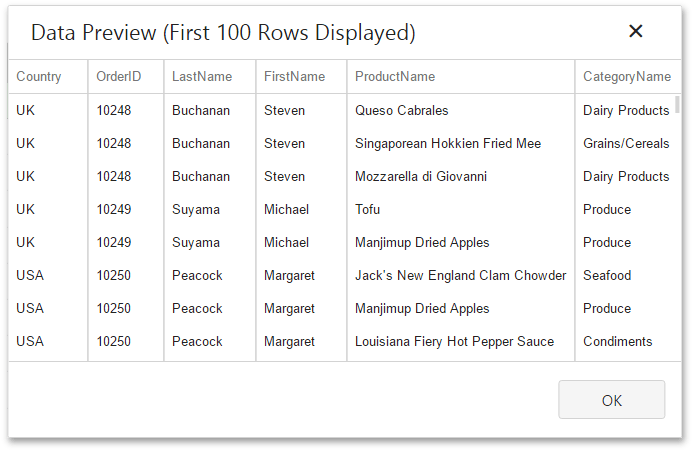 Data Preview (First 100 Rows Displayed) ✕
Country OrderID LastName FirstName ProductName CategoryName
UK 10248 Buchanan Steven Queso Cabrales Dairy Products
UK 10248 Buchanan Steven Singaporean Hokkien Fried Mee Grains/Cereals
UK 10248 Buchanan Steven Mozzarella di Giovanni Dairy Products
UK 10249 Suyama Michael Tofu Produce
UK 10249 Suyama Michael Manjimup Dried Apples Produce
USA 10250 Peacock Margaret Jack's New England Clam Chowder Seafood
USA 10250 Peacock Margaret Manjimup Dried Apples Produce
USA 10250 Peacock Margaret Louisiana Fiery Hot Pepper Sauce Condiments
OK